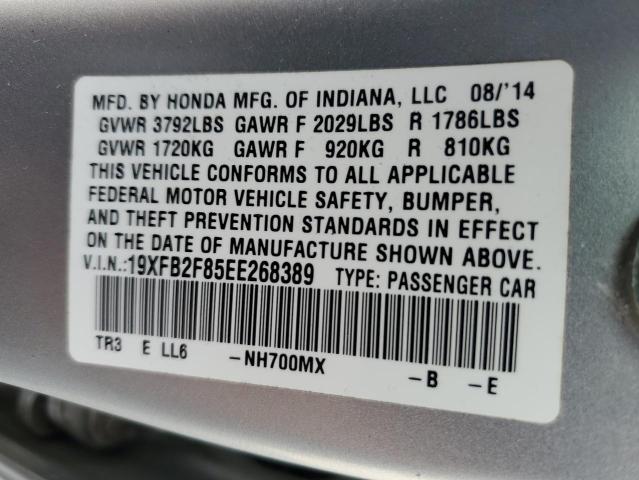 MFD. BY HONDA MFG. OF INDIANA, LLC 08/'14
GVWR 3792LBS GAWR F 2029LBS R 1786LBS
GVWR 1720KG GAWR F 920KG R 810KG
THIS VEHICLE CONFORMS TO ALL APPLICABLE
FEDERAL MOTOR VEHICLE SAFETY, BUMPER,
AND THEFT PREVENTION STANDARDS IN EFFECT
ON THE DATE OF MANUFACTURE SHOWN ABOVE.
V.I.N.:19XFB2F85EE268389 TYPE: PASSENGER CAR
TR3 E LL6 -NH700MX -B -E